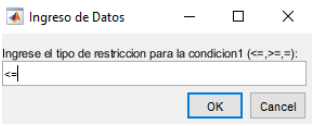 Ingreso de Datos
Ingrese el tipo de restriccion para la condicion1 (<=,>=,=):
<=
OK Cancel